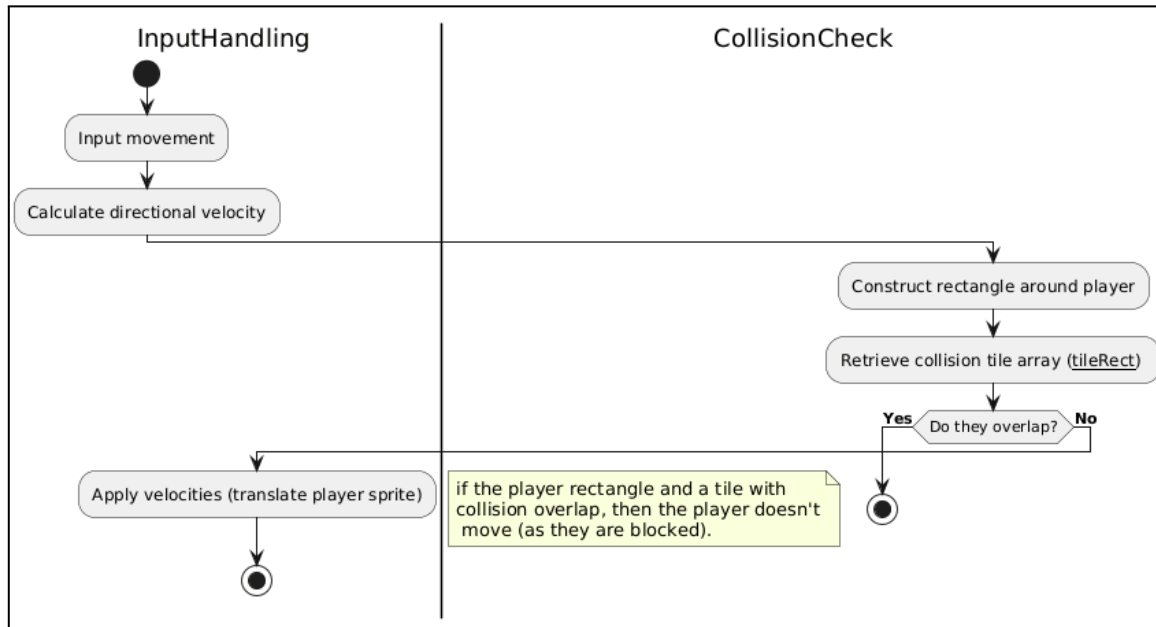 InputHandling
CollisionCheck
Input movement
Calculate directional velocity
Construct rectangle around player
Retrieve collision tile array (tileRect)
Yes
Do they overlap?
No
Apply velocities (translate player sprite)
if the player rectangle and a tile with
collision overlap, then the player doesn't
move (as they are blocked).